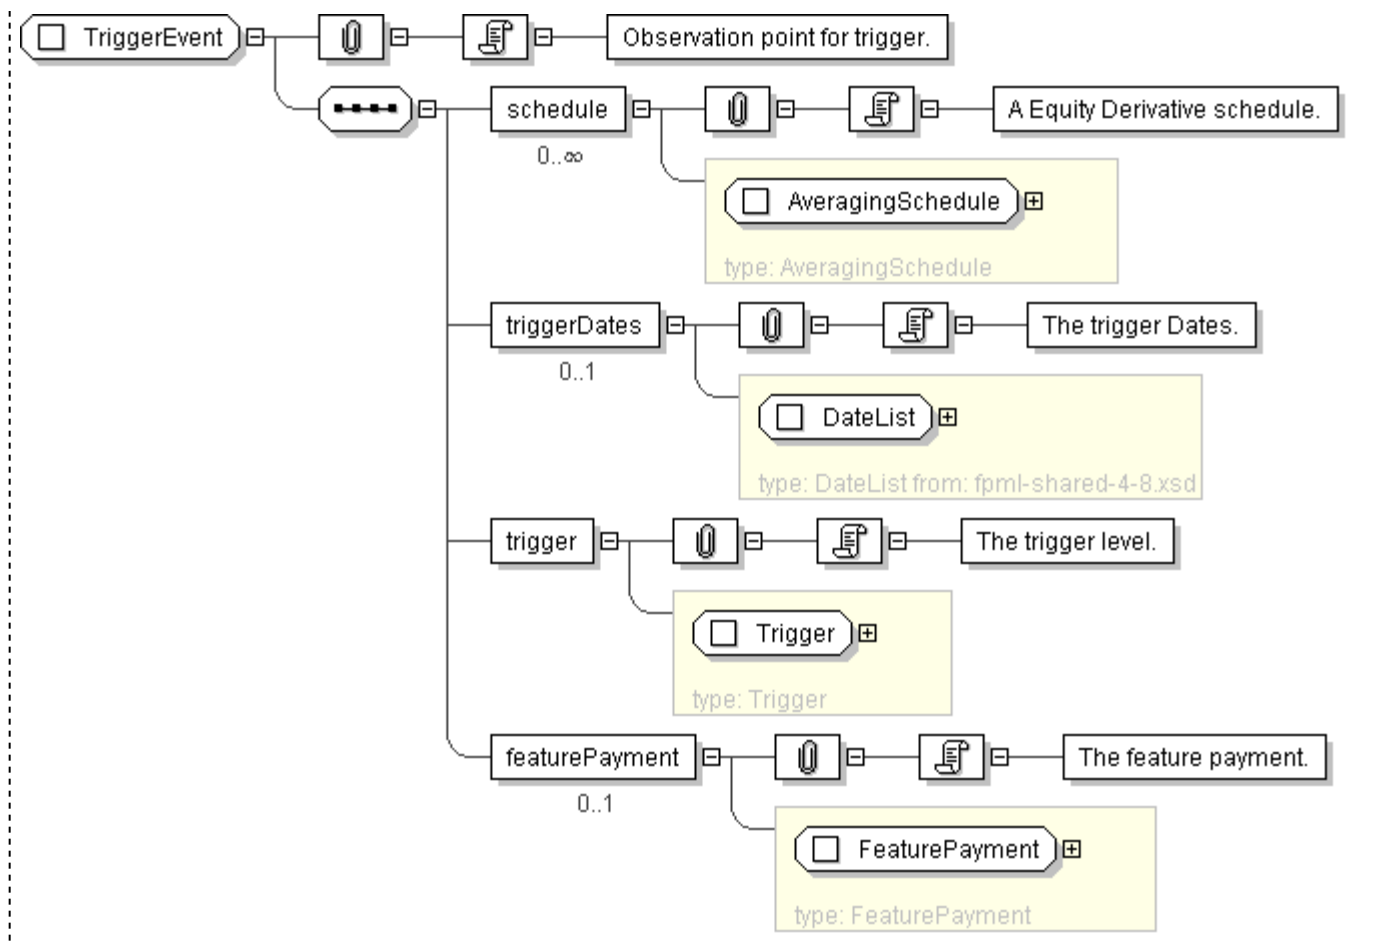 TriggerEvent
Observation point for trigger.
schedule
A Equity Derivative schedule.
0..∞
AveragingSchedule
type: AveragingSchedule
triggerDates
The trigger Dates.
0..1
DateList
type: DateList from: fpml-shared-4-8.xsd
trigger
The trigger level.
Trigger
type: Trigger
featurePayment
The feature payment.
0..1
FeaturePayment
type: FeaturePayment